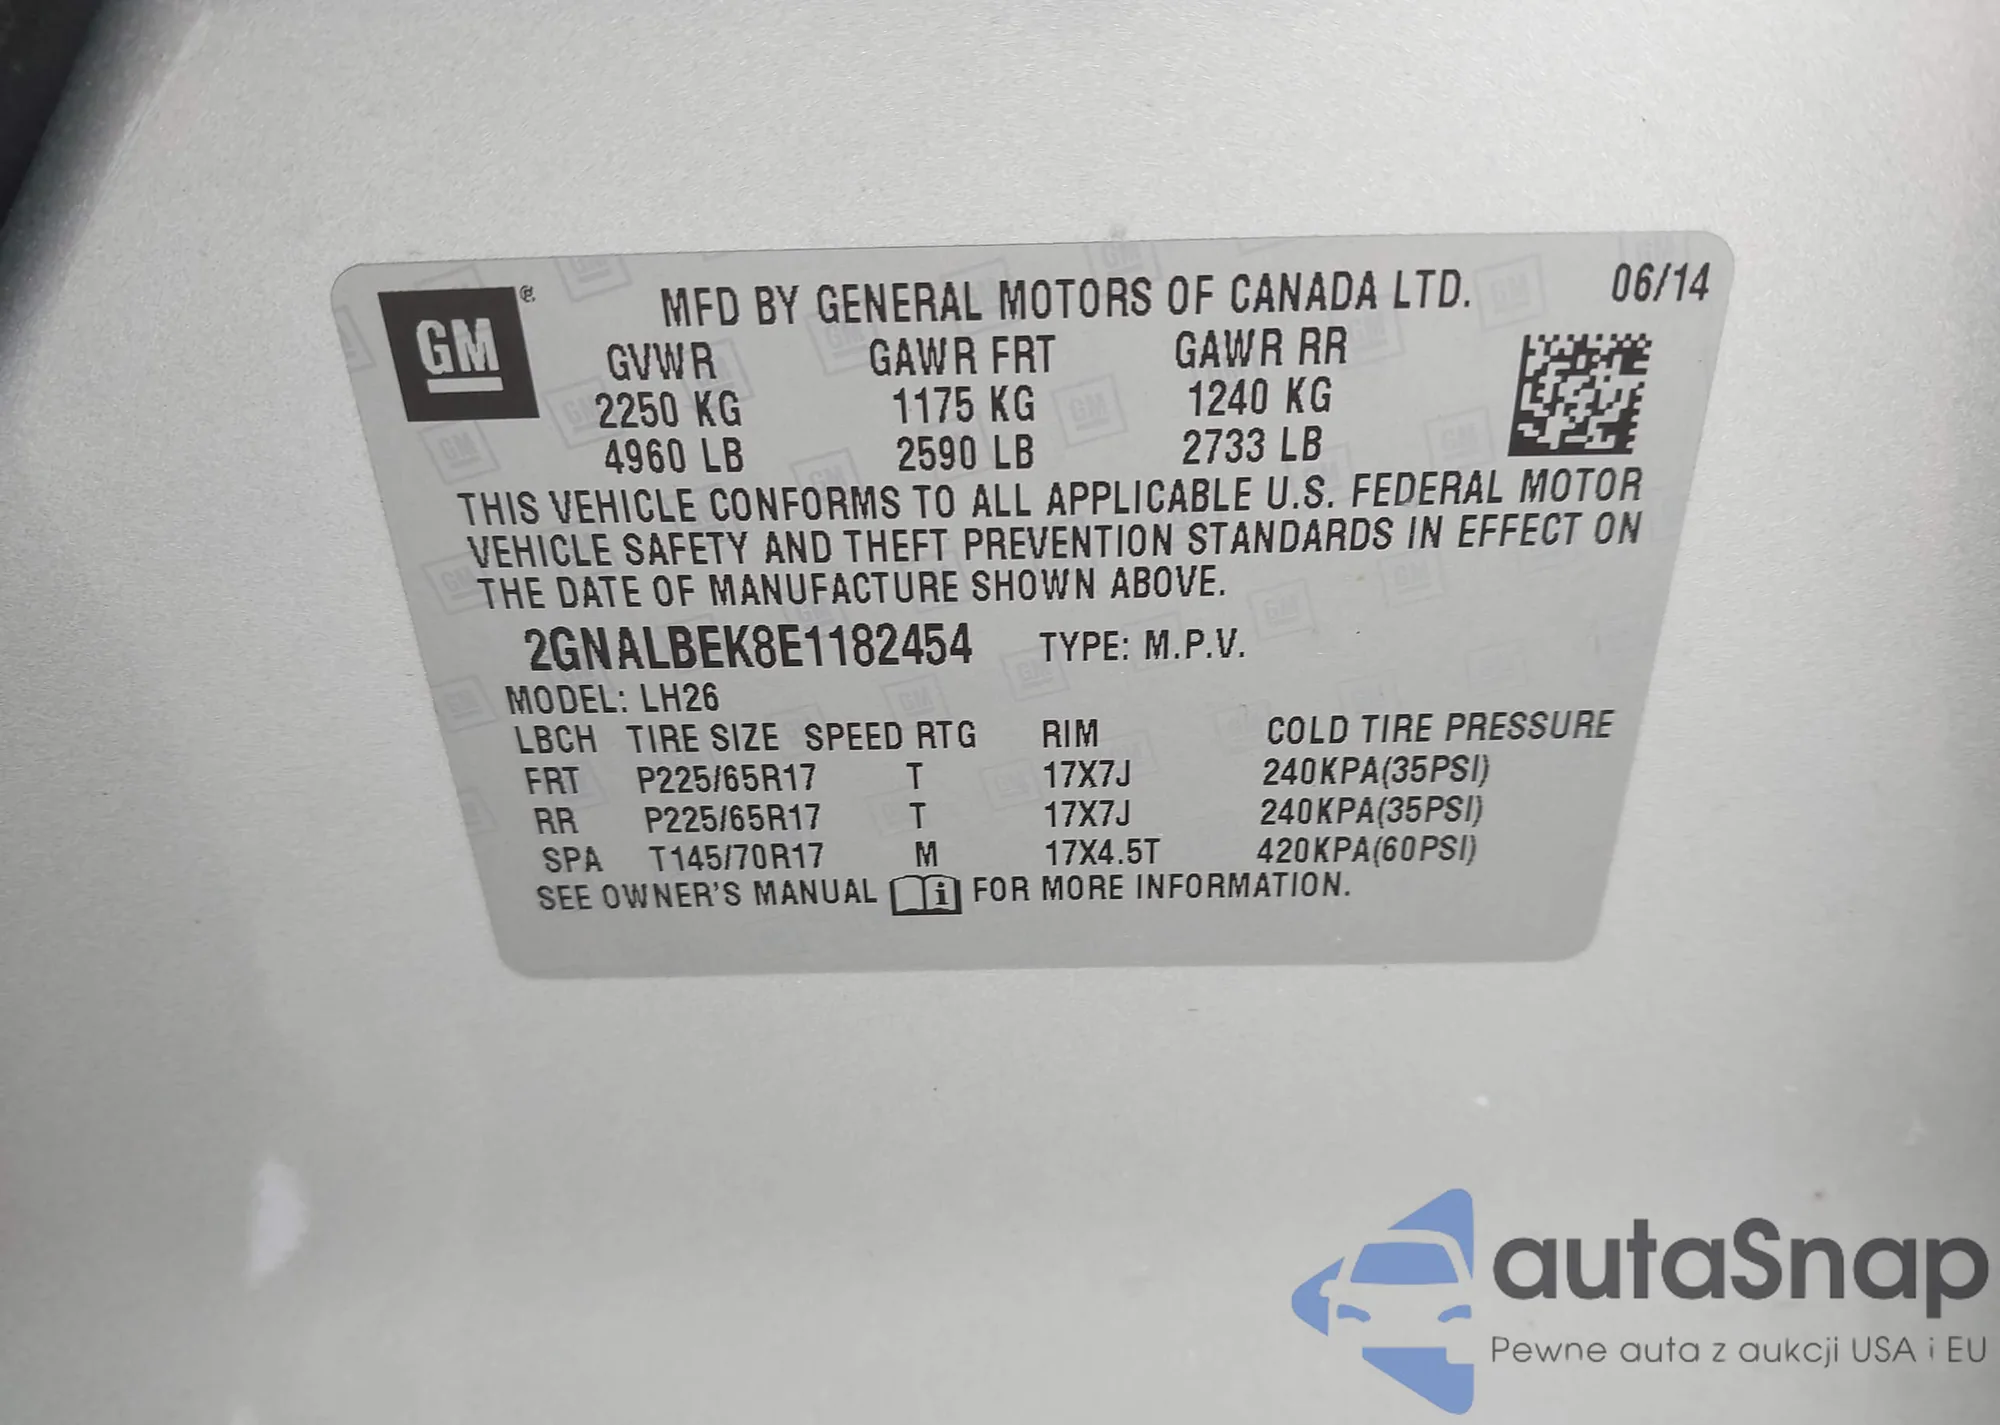 GM
MFD BY GENERAL MOTORS OF CANADA LTD. 06/14
GVWR GAWR FRT GAWR RR
2250 KG 1175 KG 1240 KG
4960 LB 2590 LB 2733 LB
THIS VEHICLE CONFORMS TO ALL APPLICABLE U.S. FEDERAL MOTOR
VEHICLE SAFETY AND THEFT PREVENTION STANDARDS IN EFFECT ON
THE DATE OF MANUFACTURE SHOWN ABOVE.
2GNALBEK8E1182454 TYPE: M.P.V.
MODEL: LH26
LBCH TIRE SIZE SPEED RTG RIM COLD TIRE PRESSURE
FRT P225/65R17 T 17X7J 240KPA(35PSI)
RR P225/65R17 T 17X7J 240KPA(35PSI)
SPA T145/70R17 M 17X4.5T 420KPA(60PSI)
SEE OWNER'S MANUAL i FOR MORE INFORMATION.
autaSnap
Pewne auta z aukcji USA i EU